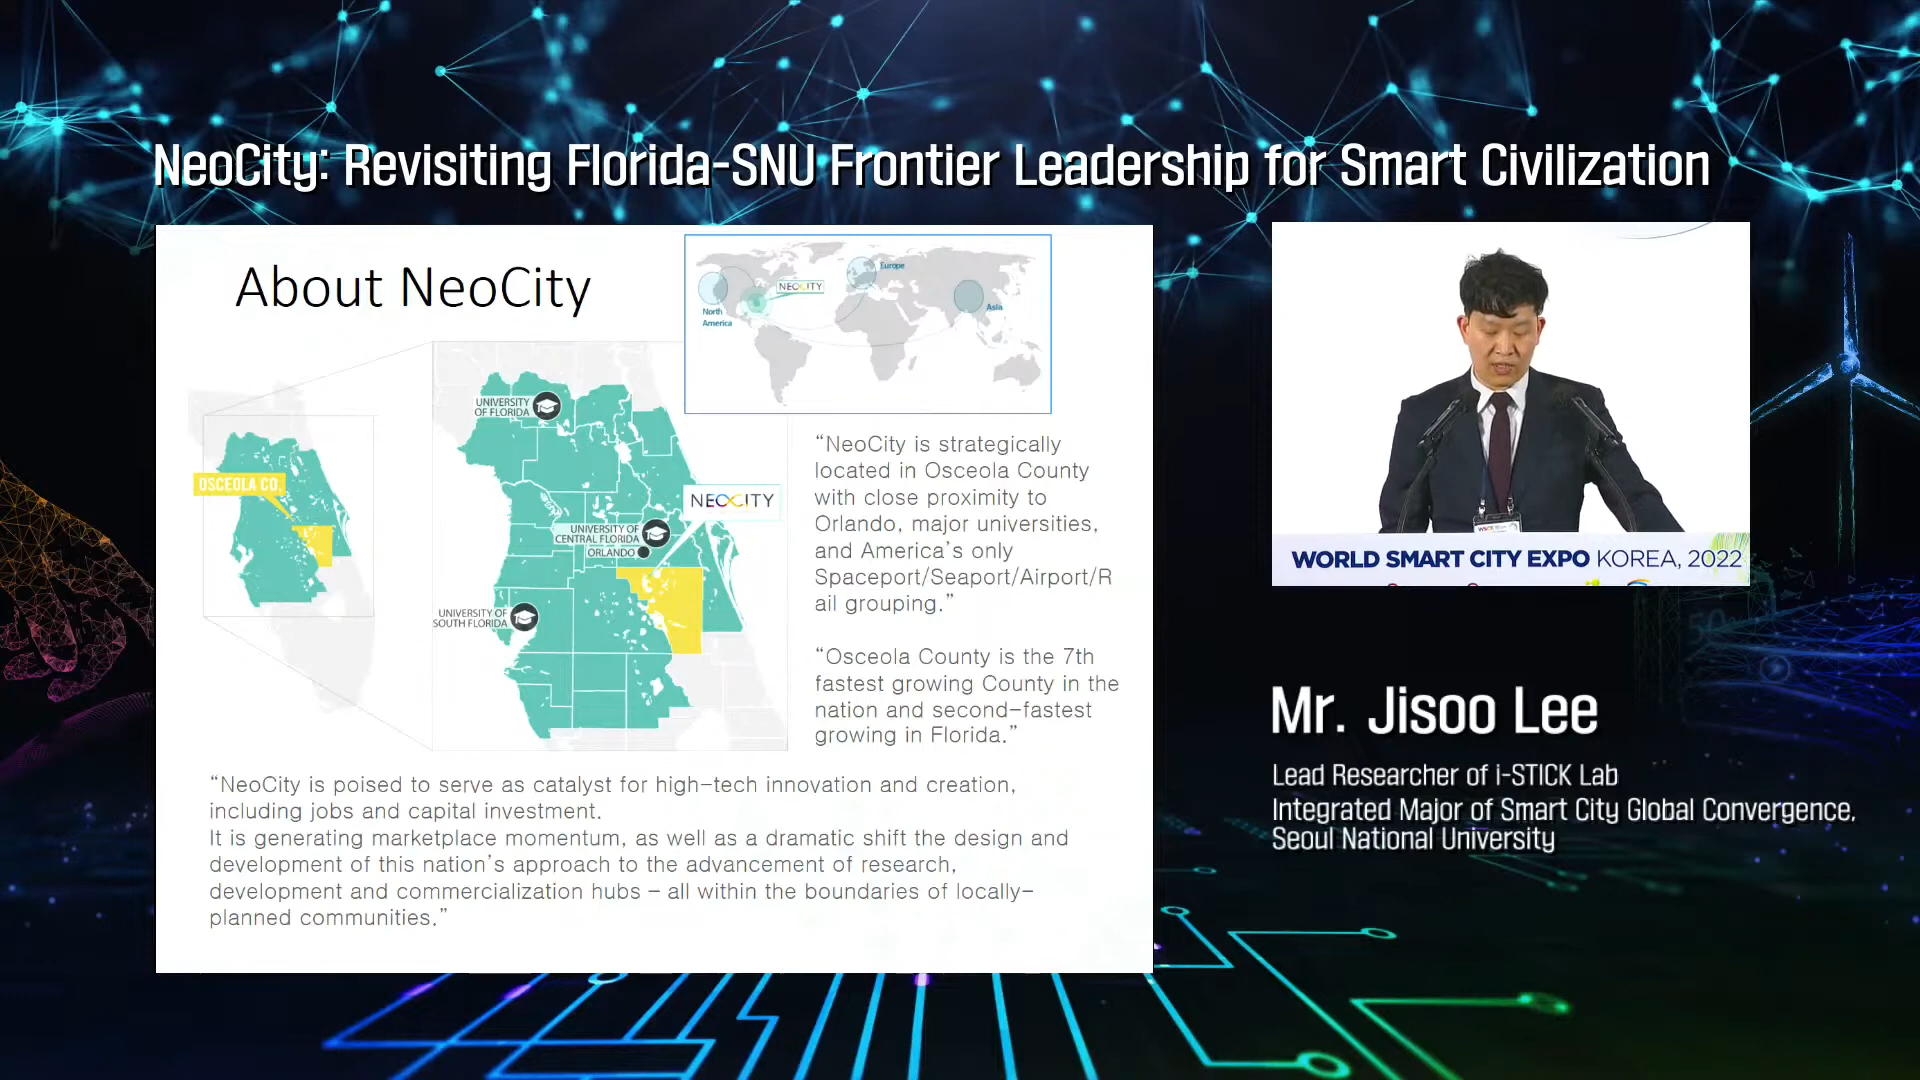 NeoCity: Revisiting Florida-SNU Frontier Leadership for Smart Civilization
About NeoCity
North
America
NEOCITY
Europe
Asia
OSCEOLA CO.
UNIVERSITY
OF FLORIDA
NEOCITY
UNIVERSITY OF
CENTRAL FLORIDA
ORLANDO
UNIVERSITY OF
SOUTH FLORIDA
“NeoCity is strategically
located in Osceola County
with close proximity to
Orlando, major universities,
and America’s only
Spaceport/Seaport/Airport/R
ail grouping.”
“Osceola County is the 7th
fastest growing County in the
nation and second-fastest
growing in Florida.”
“NeoCity is poised to serve as catalyst for high-tech innovation and creation,
including jobs and capital investment.
It is generating marketplace momentum, as well as a dramatic shift the design and
development of this nation’s approach to the advancement of research,
development and commercialization hubs – all within the boundaries of locally-
planned communities.”
WORLD SMART CITY EXPO KOREA, 2022
Mr. Jisoo Lee
Lead Researcher of i-STICK Lab
Integrated Major of Smart City Global Convergence,
Seoul National University